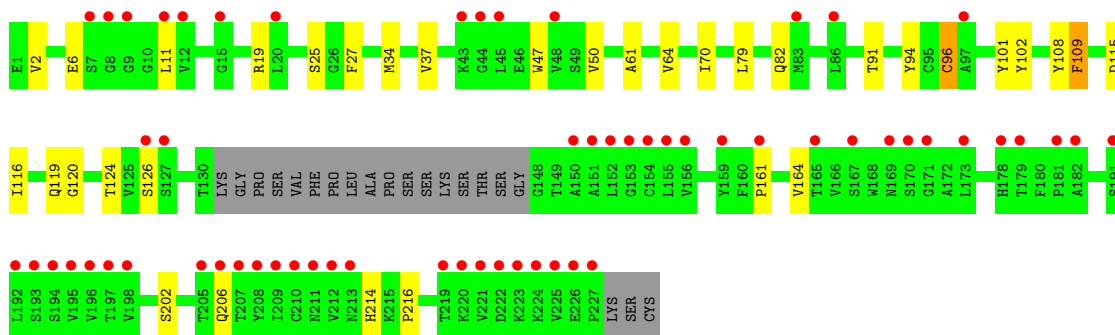 E1 V2 E6 S7 G8 G9 G10 L11 V12 G15 R19 L20 S25 G26 F27 M34 V37 K43 G44 L45 E46 W47 V48 S49 V50 A61 V64 I70 L79 Q82 M83 L86 T91 Y94 C95 C96 A97 Y101 Y102 Y108 F109 D115
I116 Q119 G120 T124 V125 S126 S127 T130 LYS GLY PRO SER VAL PHE PRO LEU ALA PRO SER SER LYS SER THR SER GLY G148 T149 A150 A151 L152 G153 C154 L155 V156 Y159 F160 P161 V164 T165 V166 S167 W168 N169 S170 G171 A172 L173 H178 T179 F180 P181 A182 S191
L192 S193 S194 V195 V196 T197 V198 S202 T205 Q206 T207 Y208 I209 C210 N211 V212 N213 H214 K215 P216 T219 K220 V221 D222 K223 K224 V225 E226 P227 LYS SER CYS